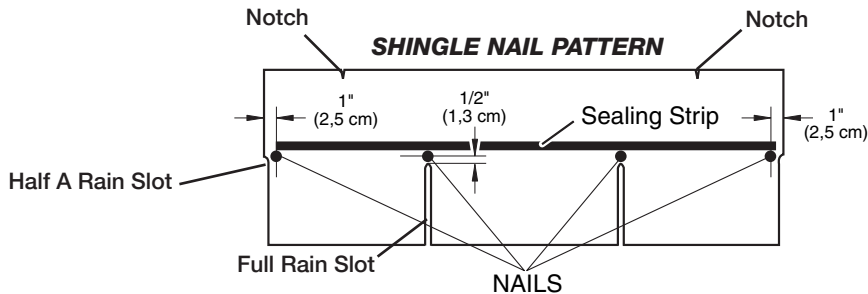 Notch
Notch
SHINGLE NAIL PATTERN
1"
(2,5 cm)
1/2"
(1,3 cm)
Sealing Strip
1"
(2,5 cm)
Half A Rain Slot
Full Rain Slot
NAILS